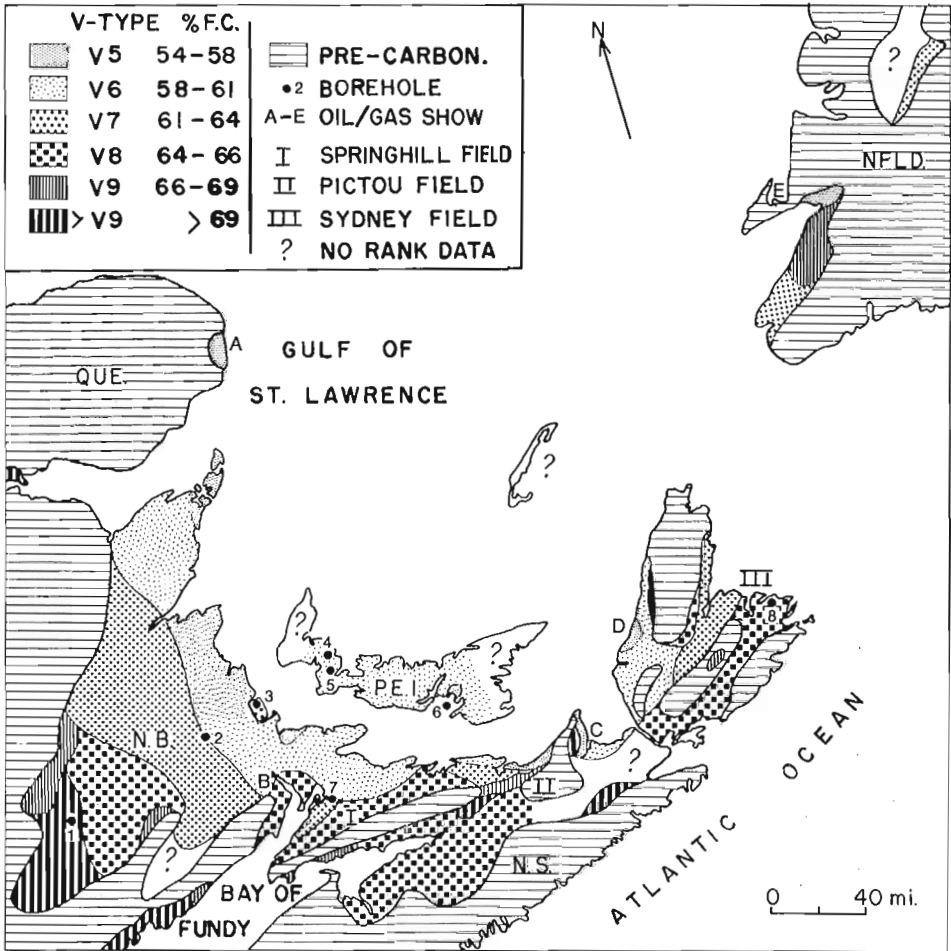 V-TYPE % F.C.
V5 54-58
V6 58-61
V7 61-64
V8 64-66
V9 66-69
>V9 >69
PRE-CARBON.
•2 BOREHOLE
A-E OIL/GAS SHOW
I SPRINGHILL FIELD
II PICTOU FIELD
III SYDNEY FIELD
? NO RANK DATA
N
?
NFLD.
E
A
GULF OF
QUE.
ST. LAWRENCE
?
III
8
?
4
D
?
5
P.E.I.
3
6
N.B.
2
C
B
7
?
II
I
1
?
N.S.
BAY OF
FUNDY
ATLANTIC OCEAN
0 40 mi.